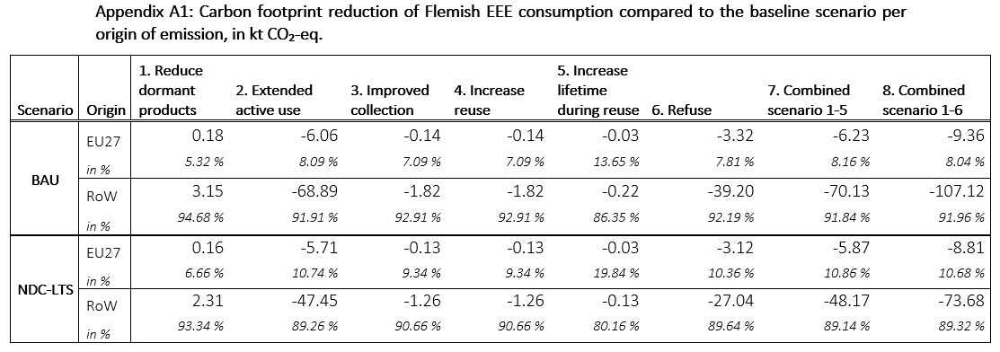 Appendix A1: Carbon footprint reduction of Flemish EEE consumption compared to the baseline scenario per
origin of emission, in kt CO₂-eq.
Scenario Origin 1. Reduce dormant products 2. Extended active use 3. Improved collection 4. Increase reuse 5. Increase lifetime during reuse 6. Refuse 7. Combined scenario 1-5 8. Combined scenario 1-6
BAU
EU27 0.18 -6.06 -0.14 -0.14 -0.03 -3.32 -6.23 -9.36
in % 5.32 % 8.09 % 7.09 % 7.09 % 13.65 % 7.81 % 8.16 % 8.04 %
RoW 3.15 -68.89 -1.82 -1.82 -0.22 -39.20 -70.13 -107.12
in % 94.68 % 91.91 % 92.91 % 92.91 % 86.35 % 92.19 % 91.84 % 91.96 %
NDC-LTS
EU27 0.16 -5.71 -0.13 -0.13 -0.03 -3.12 -5.87 -8.81
in % 6.66 % 10.74 % 9.34 % 9.34 % 19.84 % 10.36 % 10.86 % 10.68 %
RoW 2.31 -47.45 -1.26 -1.26 -0.13 -27.04 -48.17 -73.68
in % 93.34 % 89.26 % 90.66 % 90.66 % 80.16 % 89.64 % 89.14 % 89.32 %